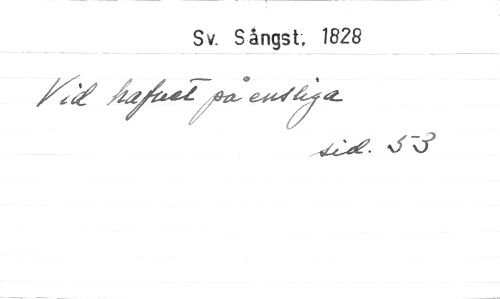 Sv. Sångst, 1828
Vid hafvet på ensliga
sid. 53